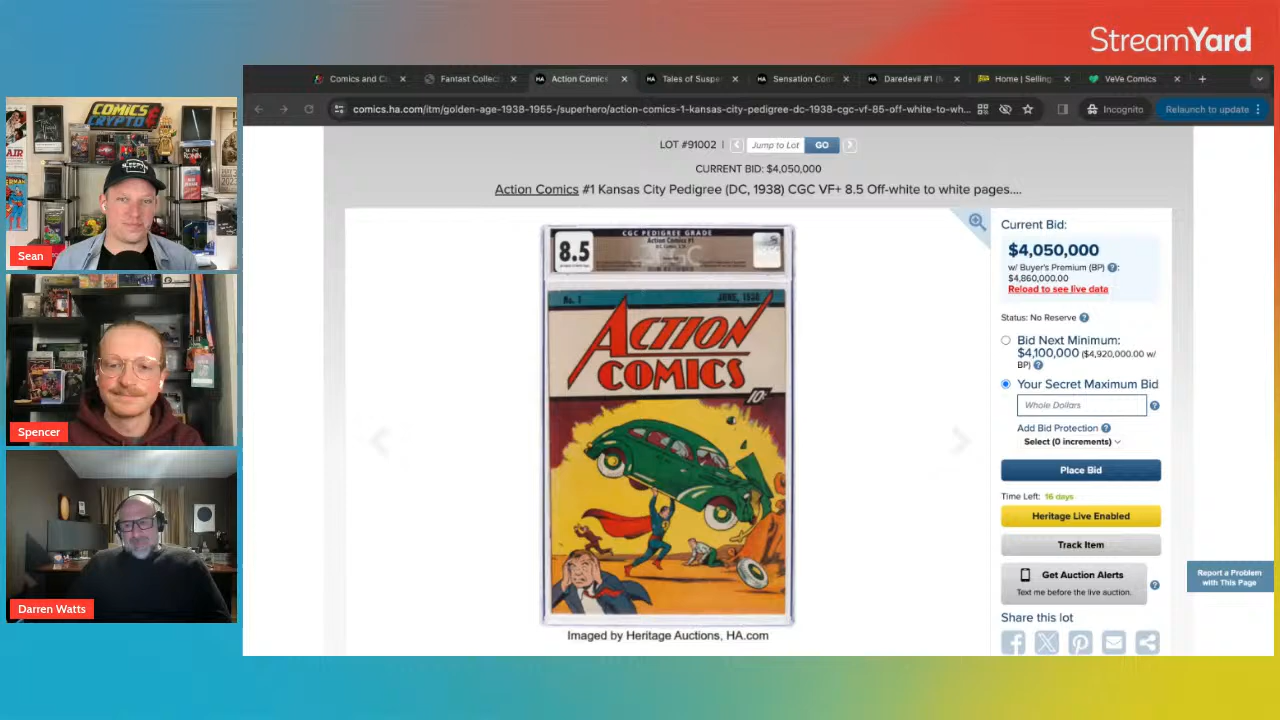 StreamYard
COMICS
CRYPTO
Sean
Spencer
Darren Watts
Comics and C
Fantast Collec
Action Comics
Tales of Suspe
Sensation Com
Daredevil #1 (M
Home | Selling
VeVe Comics
comics.ha.com/itm/golden-age-1938-1955-/superhero/action-comics-1-kansas-city-pedigree-dc-1938-cgc-vf-85-off-white-to-wh...
Incognito
Relaunch to update
LOT #91002 |
Jump to Lot
GO
CURRENT BID: $4,050,000
Action Comics #1 Kansas City Pedigree (DC, 1938) CGC VF+ 8.5 Off-white to white pages....
8.5
CGC PEDIGREE GRADE
Action Comics #1
No. 1
JUNE, 1938
ACTION
COMICS
10¢
Imaged by Heritage Auctions, HA.com
Current Bid:
$4,050,000
w/ Buyer's Premium (BP) :
$4,860,000.00
Reload to see live data
Status: No Reserve
Bid Next Minimum:
$4,100,000 ($4,920,000.00 w/
BP)
Your Secret Maximum Bid
Whole Dollars
Add Bid Protection
Select (0 increments)
Place Bid
Time Left: 16 days
Heritage Live Enabled
Track Item
Get Auction Alerts
Text me before the live auction.
Share this lot
Report a Problem
with This Page